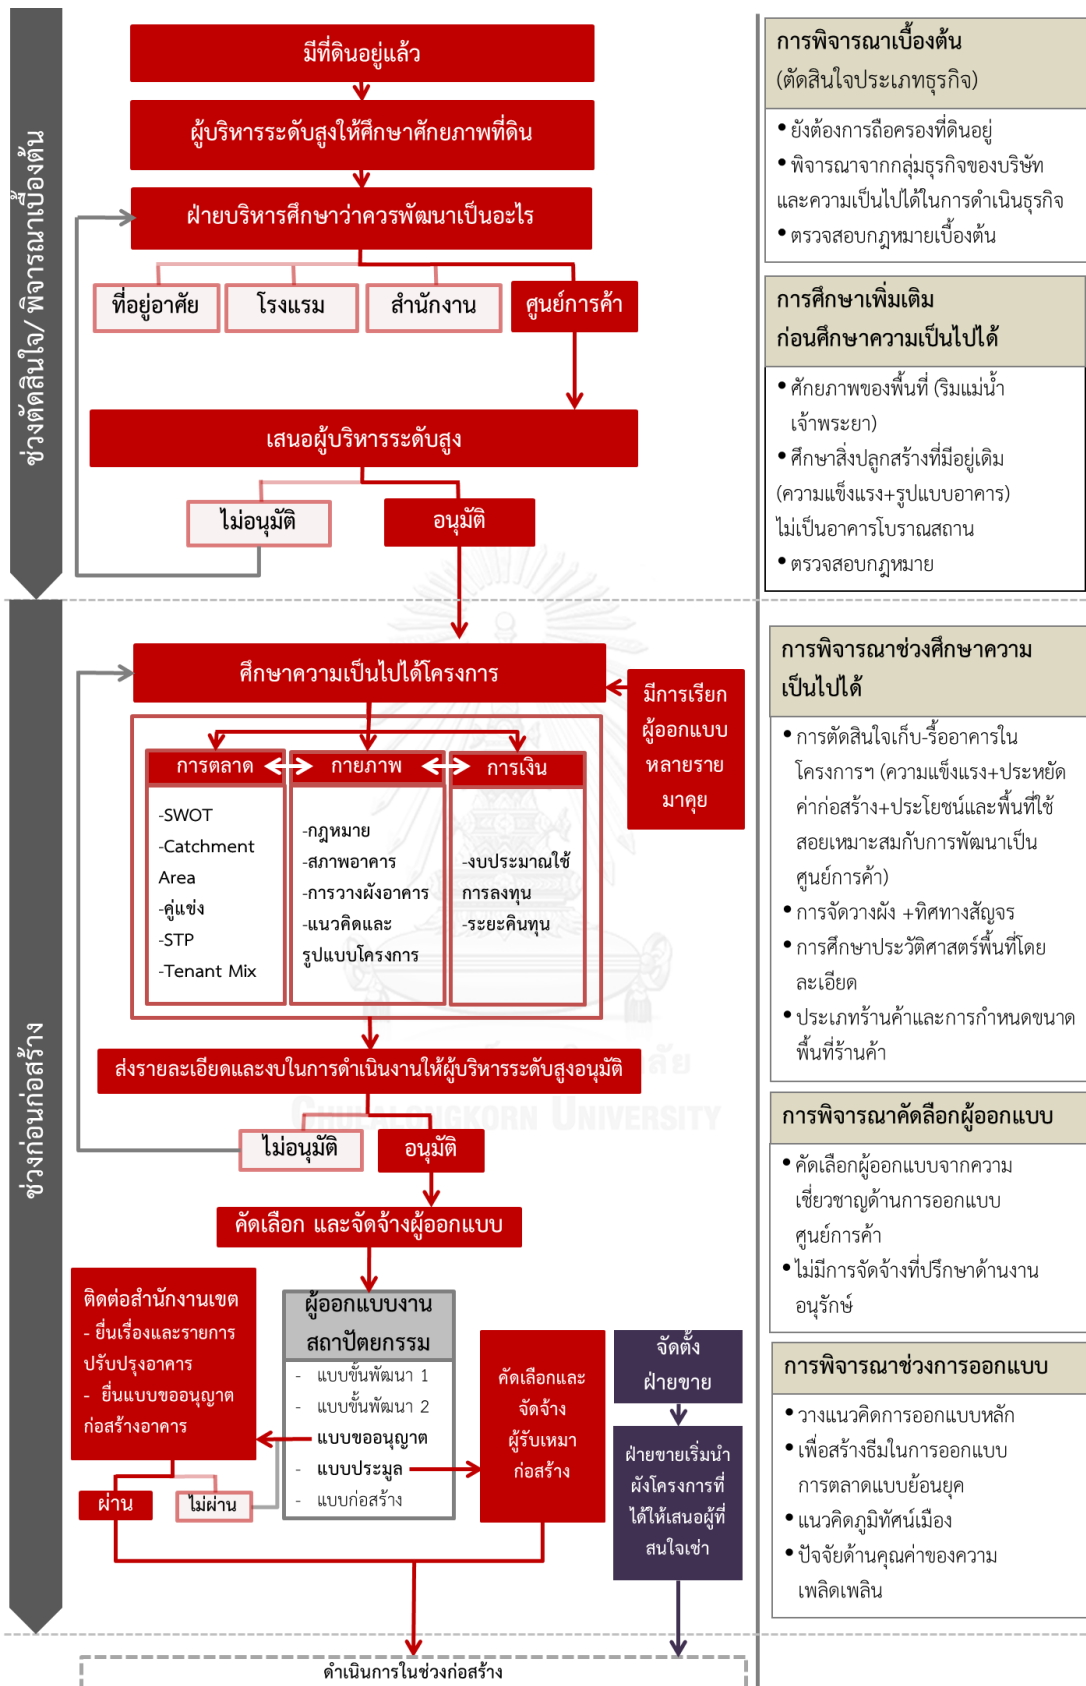 ช่วงตัดสินใจ/ พิจารณาเบื้องต้น
มีที่ดินอยู่แล้ว
ผู้บริหารระดับสูงให้ศึกษาศักยภาพที่ดิน
ฝ่ายบริหารศึกษาว่าควรพัฒนาเป็นอะไร
ที่อยู่อาศัย
โรงแรม
สำนักงาน
ศูนย์การค้า
เสนอผู้บริหารระดับสูง
ไม่อนุมัติ
อนุมัติ
การพิจารณาเบื้องต้น
(ตัดสินใจประเภทธุรกิจ)
• ยังต้องการถือครองที่ดินอยู่
• พิจารณาจากกลุ่มธุรกิจของบริษัท
และความเป็นไปได้ในการดำเนินธุรกิจ
• ตรวจสอบกฎหมายเบื้องต้น
การศึกษาเพิ่มเติม
ก่อนศึกษาความเป็นไปได้
• ศักยภาพของพื้นที่ (ริมแม่น้ำ
เจ้าพระยา)
• ศึกษาสิ่งปลูกสร้างที่มีอยู่เดิม
(ความแข็งแรง+รูปแบบอาคาร)
ไม่เป็นอาคารโบราณสถาน
• ตรวจสอบกฎหมาย
ช่วงก่อนก่อสร้าง
ศึกษาความเป็นไปได้โครงการ
มีการเรียก
ผู้ออกแบบ
หลายราย
มาคุย
การตลาด
กายภาพ
การเงิน
-SWOT
-Catchment
Area
-คู่แข่ง
-STP
-Tenant Mix
-กฎหมาย
-สภาพอาคาร
-การวางผังอาคาร
-แนวคิดและ
รูปแบบโครงการ
-งบประมาณใช้
การลงทุน
-ระยะคืนทุน
ส่งรายละเอียดและงบในการดำเนินงานให้ผู้บริหารระดับสูงอนุมัติ
ลัย
CHULALONGKORN UNIVERSITY
ไม่อนุมัติ
อนุมัติ
คัดเลือก และจัดจ้างผู้ออกแบบ
ติดต่อสำนักงานเขต
- ยื่นเรื่องและรายการ
ปรับปรุงอาคาร
- ยื่นแบบขออนุญาต
ก่อสร้างอาคาร
ผ่าน
ไม่ผ่าน
ผู้ออกแบบงาน
สถาปัตยกรรม
- แบบขั้นพัฒนา 1
- แบบขั้นพัฒนา 2
แบบขออนุญาต
- แบบประมูล
- แบบก่อสร้าง
คัดเลือกและ
จัดจ้าง
ผู้รับเหมา
ก่อสร้าง
จัดตั้ง
ฝ่ายขาย
ฝ่ายขายเริ่มนำ
ผังโครงการที่
ได้ให้เสนอผู้ที่
สนใจเช่า
การพิจารณาช่วงศึกษาความ
เป็นไปได้
• การตัดสินใจเก็บ-รื้ออาคารใน
โครงการฯ (ความแข็งแรง+ประหยัด
ค่าก่อสร้าง+ประโยชน์และพื้นที่ใช้
สอยเหมาะสมกับการพัฒนาเป็น
ศูนย์การค้า)
• การจัดวางผัง +ทิศทางสัญจร
• การศึกษาประวัติศาสตร์พื้นที่โดย
ละเอียด
• ประเภทร้านค้าและการกำหนดขนาด
พื้นที่ร้านค้า
การพิจารณาคัดลือกผู้ออกแบบ
• คัดเลือกผู้ออกแบบจากความ
เชี่ยวชาญด้านการออกแบบ
ศูนย์การค้า
• ไม่มีการจัดจ้างที่ปรึกษาด้านงาน
อนุรักษ์
การพิจารณาช่วงการออกแบบ
• วางแนวคิดการออกแบบหลัก
• เพื่อสร้างธีมในการออกแบบ
การตลาดแบบย้อนยุค
• แนวคิดภูมิทัศน์เมือง
• ปัจจัยด้านคุณค่าของความ
เพลิดเพลิน
ดำเนินการในช่วงก่อสร้าง